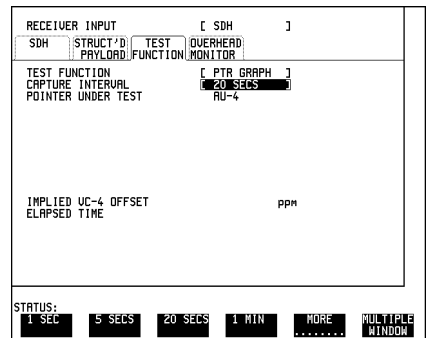 RECEIVER INPUT [ SDH ]
SDH STRUCT'D PAYLOAD TEST FUNCTION OVERHEAD MONITOR
TEST FUNCTION [ PTR GRAPH ]
CAPTURE INTERVAL [ 20 SECS ]
POINTER UNDER TEST AU-4
IMPLIED VC-4 OFFSET ppm
ELAPSED TIME
STATUS:
1 SEC 5 SECS 20 SECS 1 MIN MORE ........ MULTIPLE WINDOW